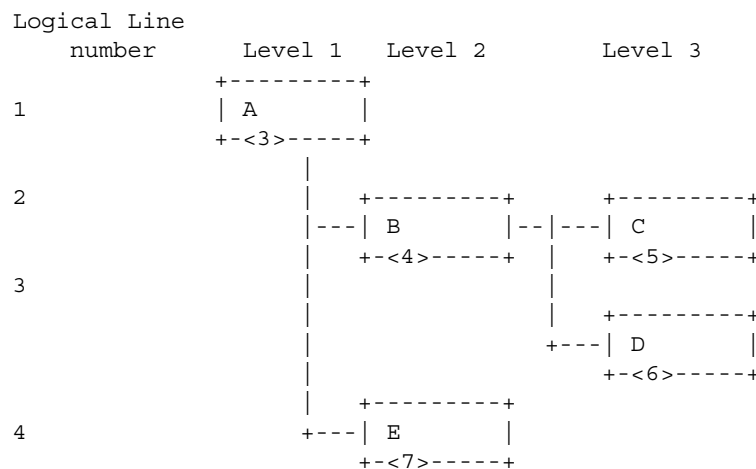 Logical Line
    number        Level 1   Level 2        Level 3
              +---------+
1             | A       |
              +-<3>-----+
                    |
2                   |   +---------+      +---------+
                    |---| B       |--|---| C       |
                    |   +-<4>-----+  |   +-<5>-----+
3                   |                |
                    |                |   +---------+
                    |                +---| D       |
                    |                    +-<6>-----+
                    |   +---------+
4                   +---| E       |
                        +-<7>-----+